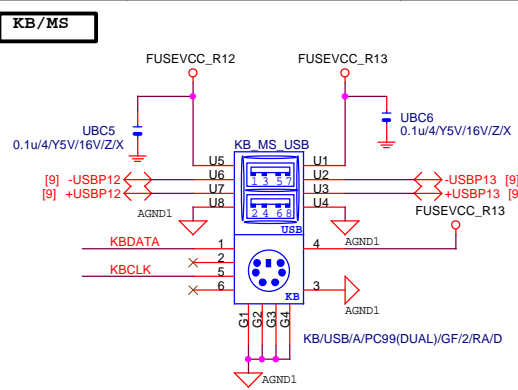 KB/MS
FUSEVCC_R12
FUSEVCC_R13
UBC5
0.1u/4/Y5V/16V/Z/X
UBC6
0.1u/4/Y5V/16V/Z/X
KB_MS_USB
U5
U1
[9] -USBP12
U6
U2
-USBP13 [9]
[9] +USBP12
U7
U3
+USBP13 [9]
U8
U4
1 3 5 7
2 4 6 8
USB
AGND1
AGND1
FUSEVCC_R13
KBDATA
1
4
2
KBCLK
5
6
3
KB
AGND1
G1
G2
G3
G4
KB/USB/A/PC99(DUAL)/GF/2/RA/D
AGND1